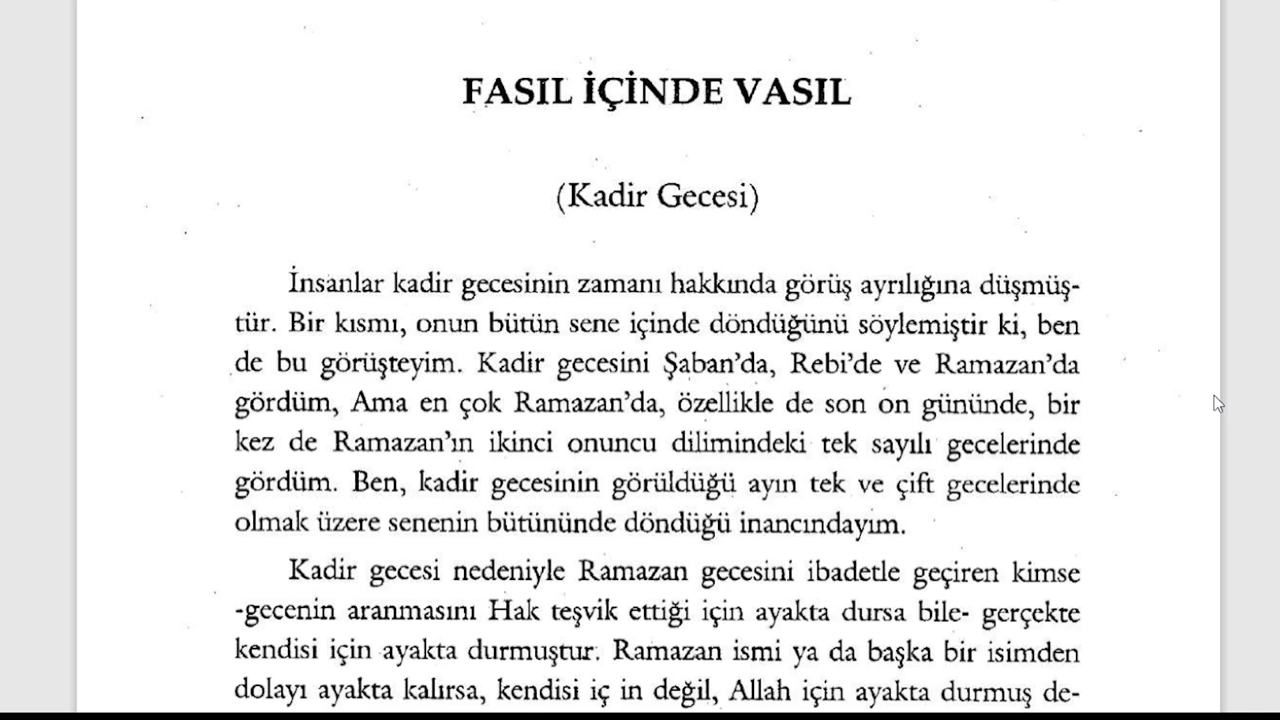 FASIL İÇİNDE VASIL
(Kadir Gecesi)
İnsanlar kadir gecesinin zamanı hakkında görüş ayrılığına düşmüş-
tür. Bir kısmı, onun bütün sene içinde döndüğünü söylemiştir ki, ben
de bu görüşteyim. Kadir gecesini Şaban’da, Rebi’de ve Ramazan’da
gördüm, Ama en çok Ramazan’da, özellikle de son on gününde, bir
kez de Ramazan’ın ikinci onuncu dilimindeki tek sayılı gecelerinde
gördüm. Ben, kadir gecesinin görüldüğü ayın tek ve çift gecelerinde
olmak üzere senenin bütününde döndüğü inancındayım.
Kadir gecesi nedeniyle Ramazan gecesini ibadetle geçiren kimse
-gecenin aranmasını Hak teşvik ettiği için ayakta dursa bile- gerçekte
kendisi için ayakta durmuştur. Ramazan ismi ya da başka bir isimden
dolayı ayakta kalırsa, kendisi iç in değil, Allah için ayakta durmuş de-